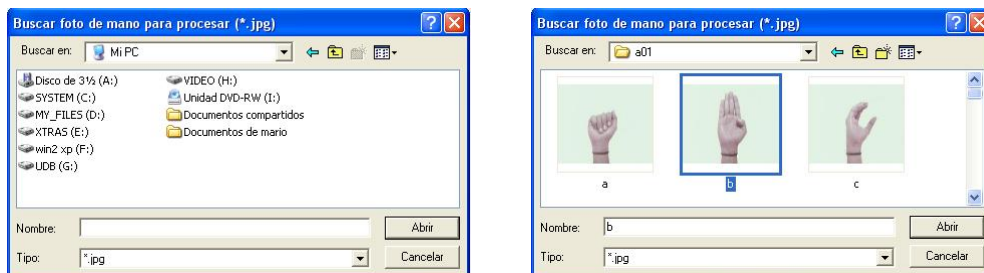 Buscar foto de mano para procesar (*.jpg)
Buscar en: Mi PC
Disco de 3½ (A:)
SYSTEM (C:)
MY_FILES (D:)
XTRAS (E:)
win2 xp (F:)
UDB (G:)
VIDEO (H:)
Unidad DVD-RW (I:)
Documentos compartidos
Documentos de mario
Nombre:
Abrir
Tipo: *.jpg
Cancelar
Buscar foto de mano para procesar (*.jpg)
Buscar en: a01
a b c
Nombre: b
Abrir
Tipo: *.jpg
Cancelar